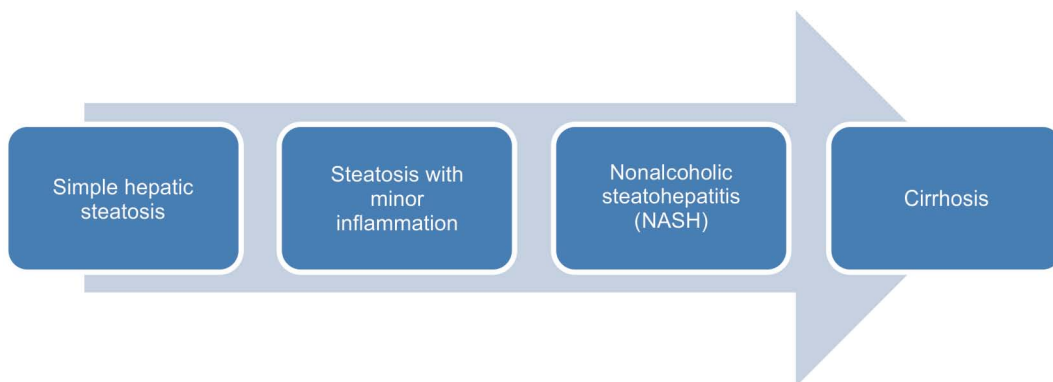 Simple hepatic
steatosis
Steatosis with
minor
inflammation
Nonalcoholic
steatohepatitis
(NASH)
Cirrhosis